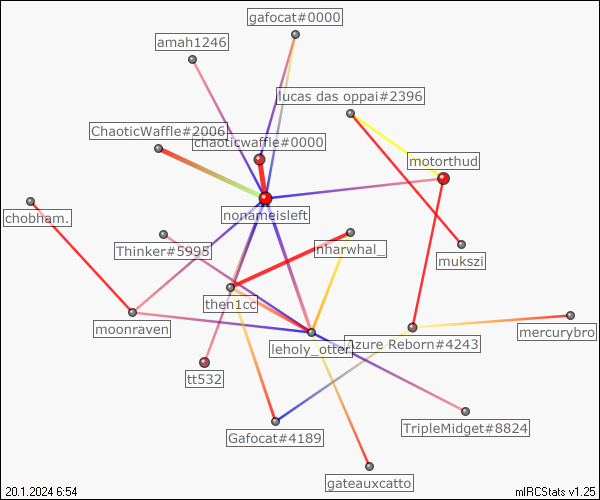 gafocat#0000
amah1246
lucas das oppai#2396
ChaoticWaffle#2006
chaoticwaffle#0000
motorthud
chobham.
nonameisleft
Thinker#5995
nharwhal_
mukszi
then1cc
moonraven
mercurybro
leholy_otter
Azure Reborn#4243
tt532
Gafocat#4189
TripleMidget#8824
gateauxcatto
20.1.2024 6:54
mIRCStats v1.25